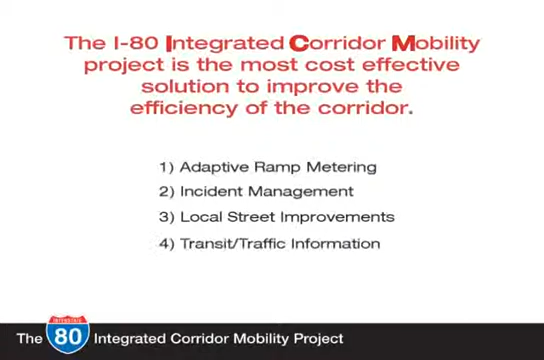 The I-80 Integrated Corridor Mobility
project is the most cost effective
solution to improve the
efficiency of the corridor.
1) Adaptive Ramp Metering
2) Incident Management
3) Local Street Improvements
4) Transit/Traffic Information
INTERSTATE
The 80 Integrated Corridor Mobility Project